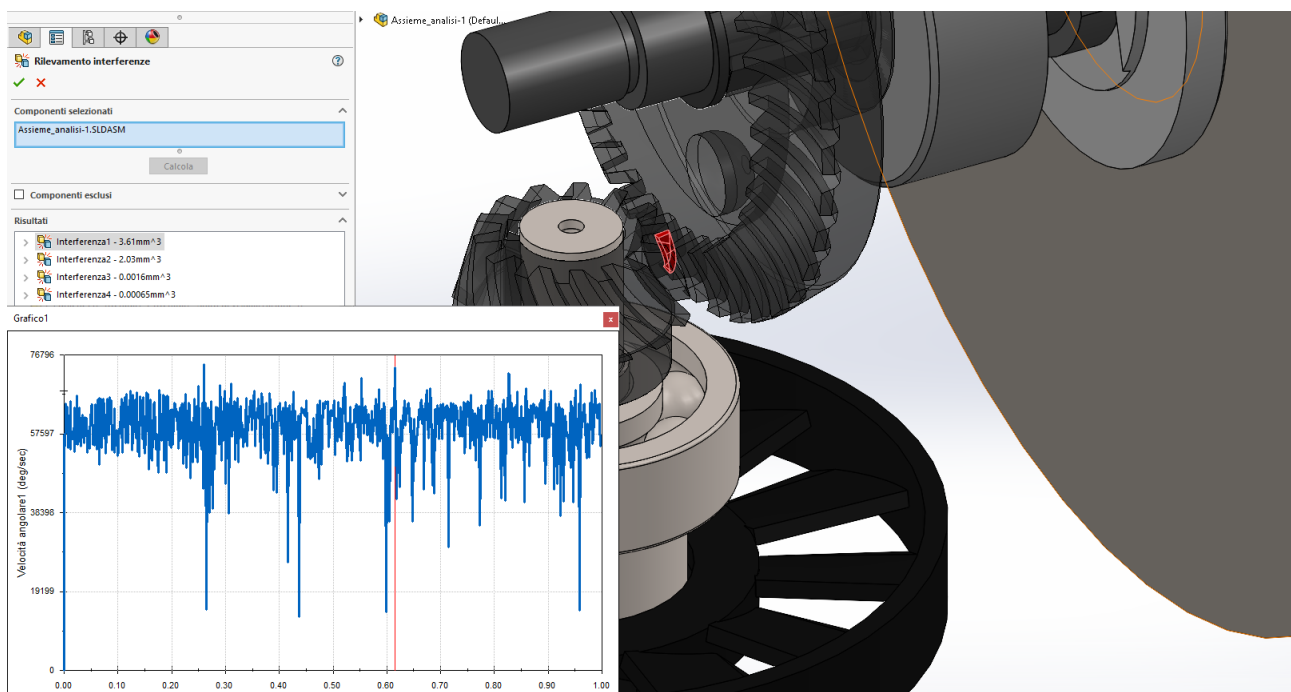 Assieme_analisi-1 (Defaul...
Rilevamento interferenze
Componenti selezionati
Assieme_analisi-1.SLDASM
Calcola
Componenti esclusi
Risultati
Interferenza1 - 3.61mm^3
Interferenza2 - 2.03mm^3
Interferenza3 - 0.0016mm^3
Interferenza4 - 0.00065mm^3
Grafico1
76796
57597
38398
19199
0
Velocità angolare1 (deg/sec)
0.00 0.10 0.20 0.30 0.40 0.50 0.60 0.70 0.80 0.90 1.00